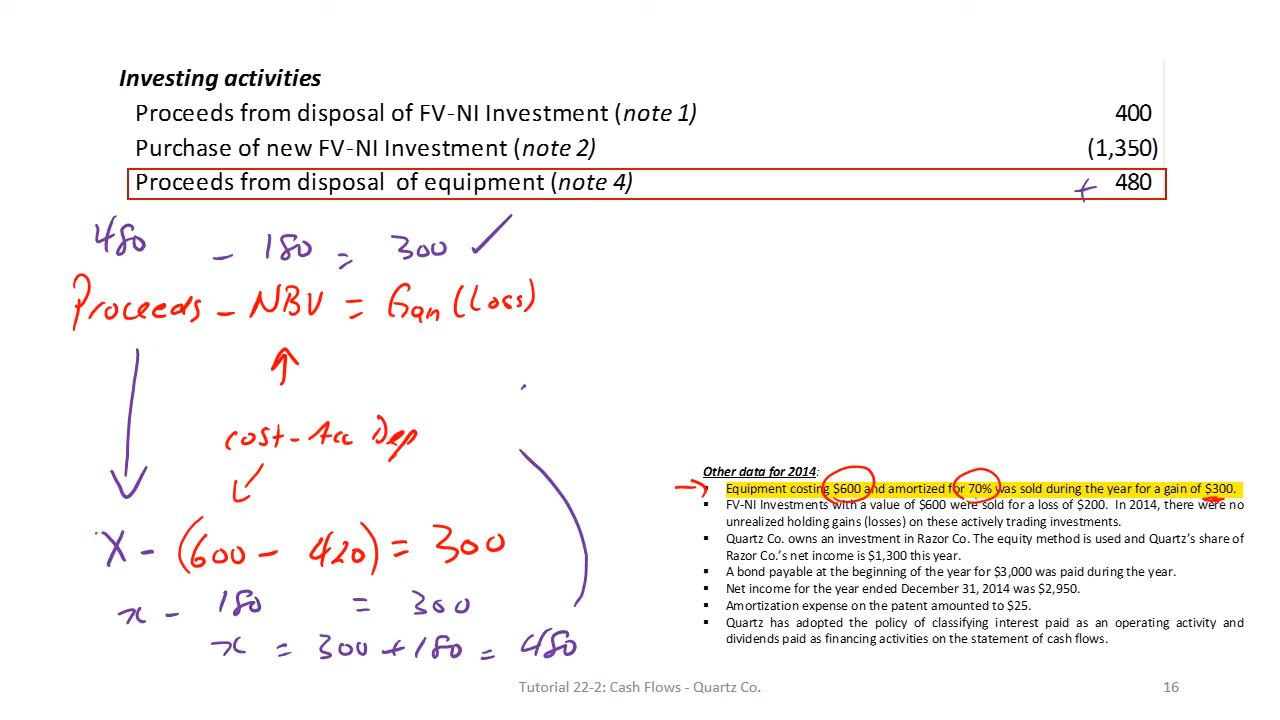 Investing activities
Proceeds from disposal of FV-NI Investment (note 1) 400
Purchase of new FV-NI Investment (note 2) (1,350)
Proceeds from disposal of equipment (note 4) + 480
480 - 180 = 300 ✓
Proceeds - NBV = Gan (Loss)
Cost - Acc Dep
X - (600 - 420) = 300
x - 180 = 300
x = 300 + 180 = 480
Other data for 2014:
Equipment costing $600 and amortized for 70% was sold during the year for a gain of $300.
FV-NI Investments with a value of $600 were sold for a loss of $200. In 2014, there were no
unrealized holding gains (losses) on these actively trading investments.
Quartz Co. owns an investment in Razor Co. The equity method is used and Quartz's share of
Razor Co.'s net income is $1,300 this year.
A bond payable at the beginning of the year for $3,000 was paid during the year.
Net income for the year ended December 31, 2014 was $2,950.
Amortization expense on the patent amounted to $25.
Quartz has adopted the policy of classifying interest paid as an operating activity and
dividends paid as financing activities on the statement of cash flows.
Tutorial 22-2: Cash Flows - Quartz Co.
16